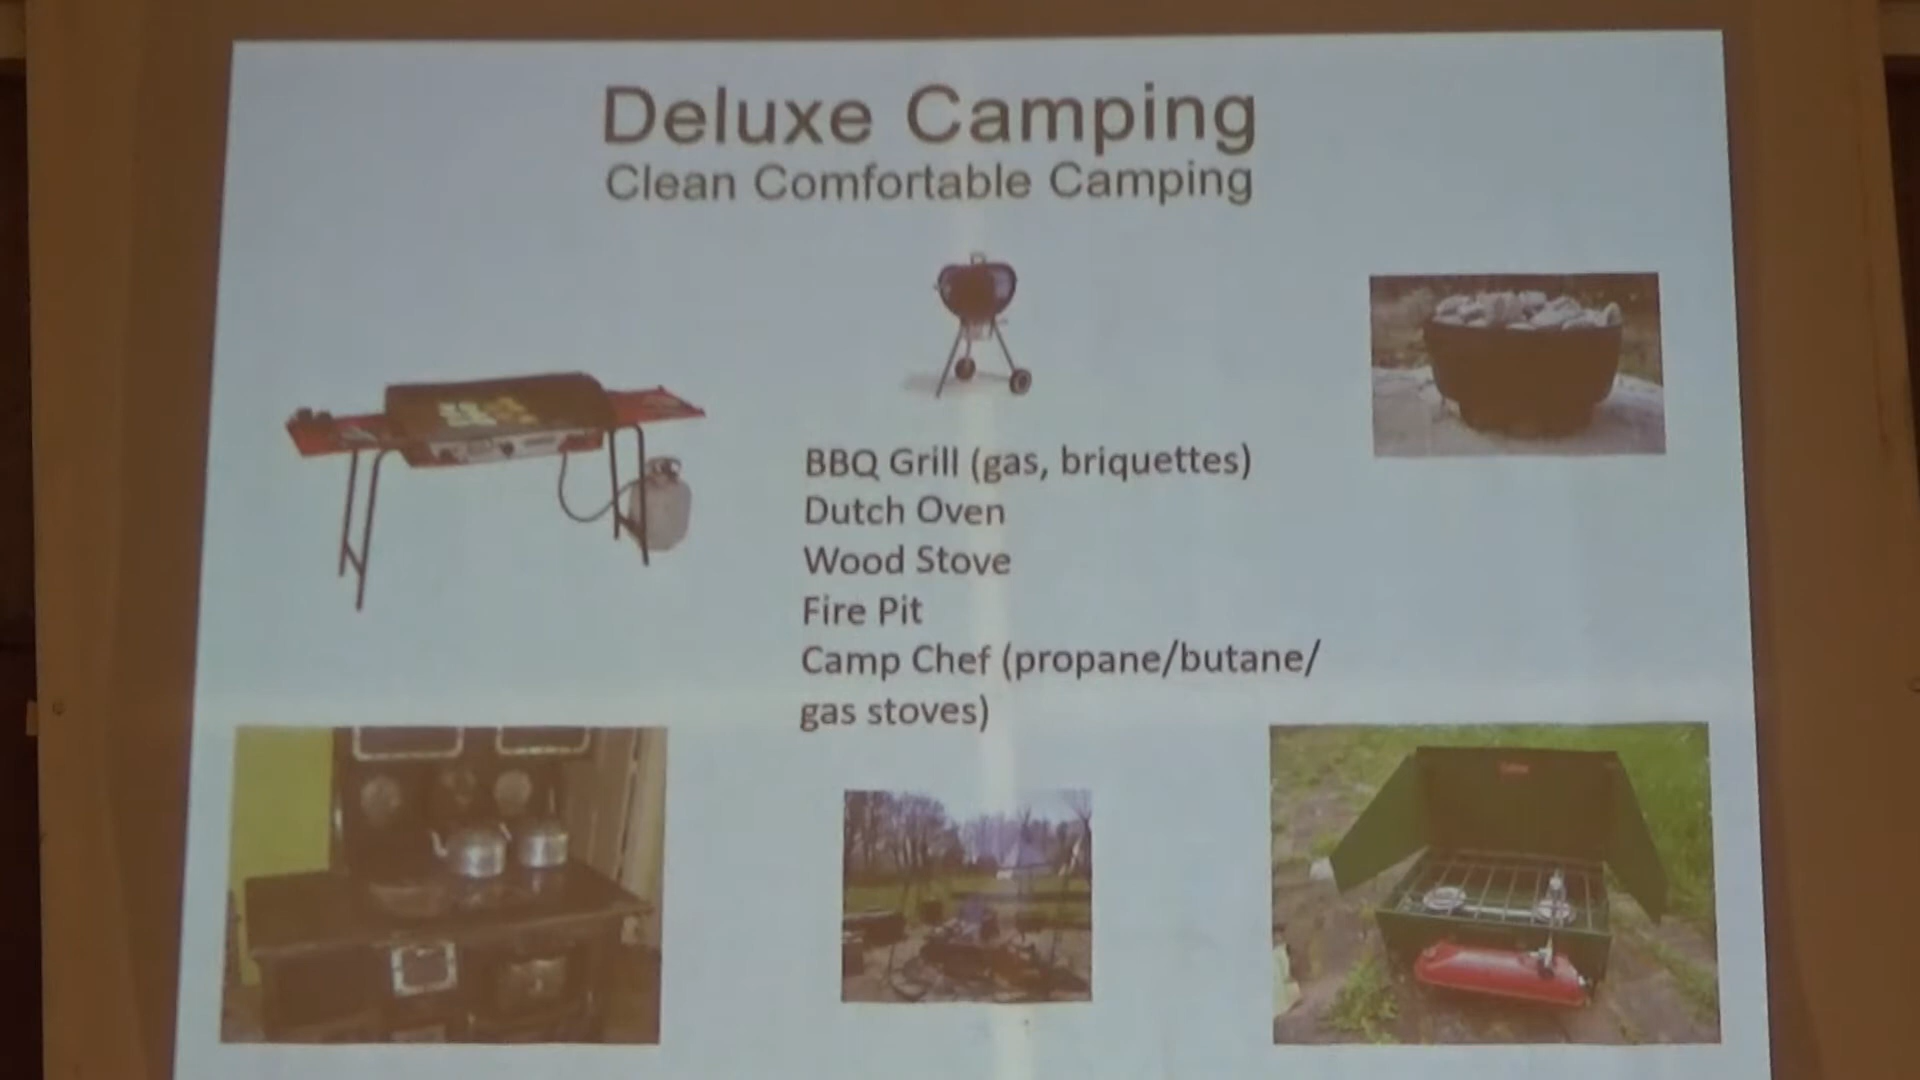 Deluxe Camping
Clean Comfortable Camping
BBQ Grill (gas, briquettes)
Dutch Oven
Wood Stove
Fire Pit
Camp Chef (propane/butane/
gas stoves)